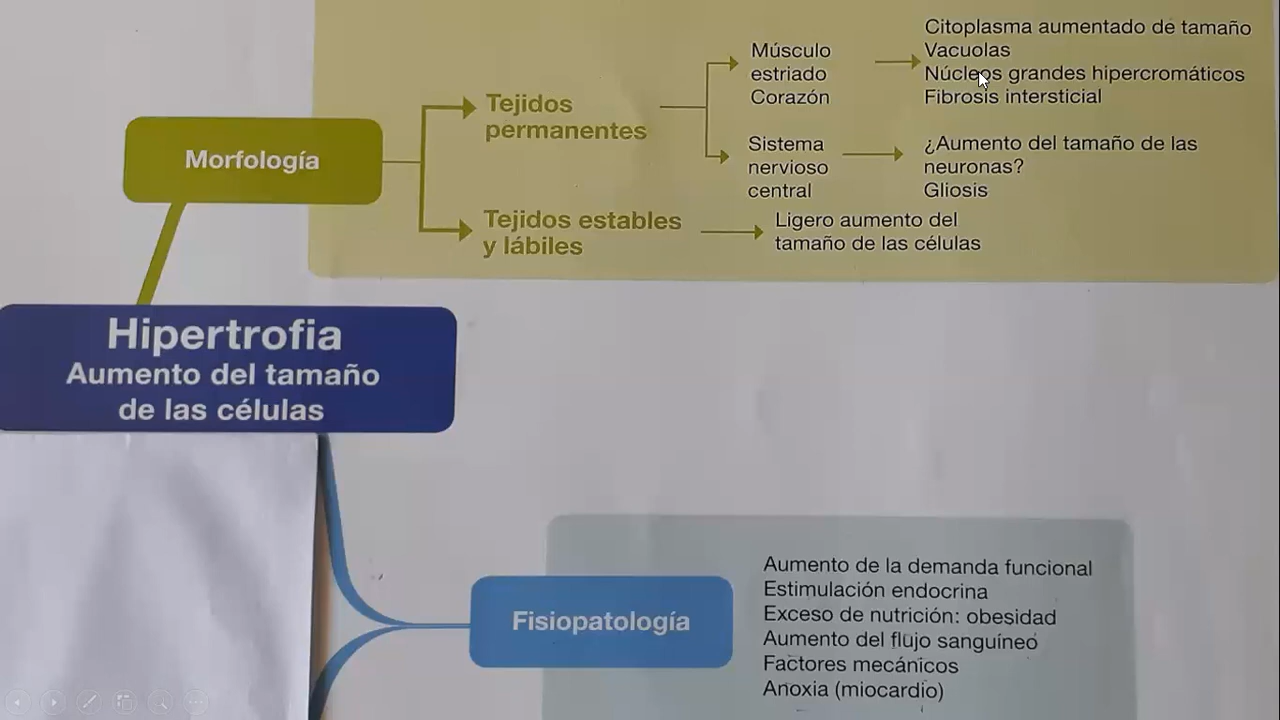 Citoplasma aumentado de tamaño
Vacuolas
Núcleos grandes hipercromáticos
Fibrosis intersticial
Músculo
estriado
Corazón
Tejidos
permanentes
Sistema
nervioso
central
¿Aumento del tamaño de las
neuronas?
Gliosis
Morfología
Tejidos estables
y lábiles
Ligero aumento del
tamaño de las células
Hipertrofia
Aumento del tamaño
de las células
Fisiopatología
Aumento de la demanda funcional
Estimulación endocrina
Exceso de nutrición: obesidad
Aumento del flujo sanguíneo
Factores mecánicos
Anoxia (miocardio)